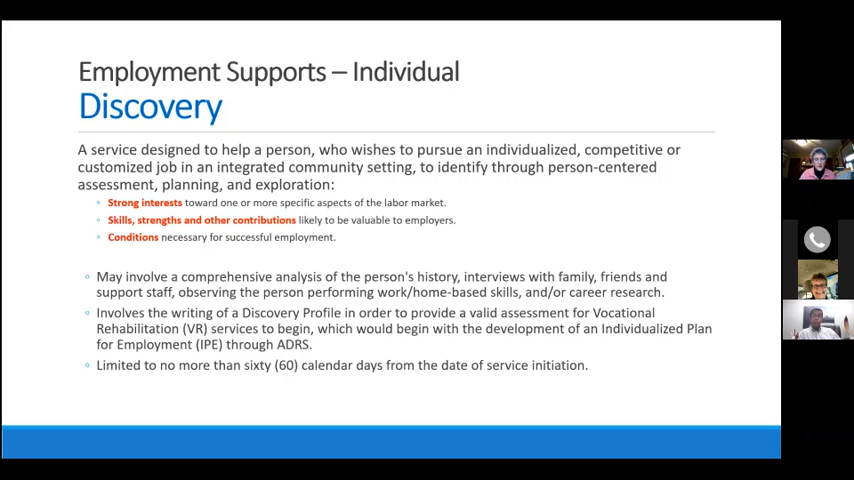 Employment Supports – Individual
Discovery
A service designed to help a person, who wishes to pursue an individualized, competitive or
customized job in an integrated community setting, to identify through person-centered
assessment, planning, and exploration:
◦ Strong interests toward one or more specific aspects of the labor market.
◦ Skills, strengths and other contributions likely to be valuable to employers.
◦ Conditions necessary for successful employment.
◦ May involve a comprehensive analysis of the person's history, interviews with family, friends and
support staff, observing the person performing work/home-based skills, and/or career research.
◦ Involves the writing of a Discovery Profile in order to provide a valid assessment for Vocational
Rehabilitation (VR) services to begin, which would begin with the development of an Individualized Plan
for Employment (IPE) through ADRS.
◦ Limited to no more than sixty (60) calendar days from the date of service initiation.